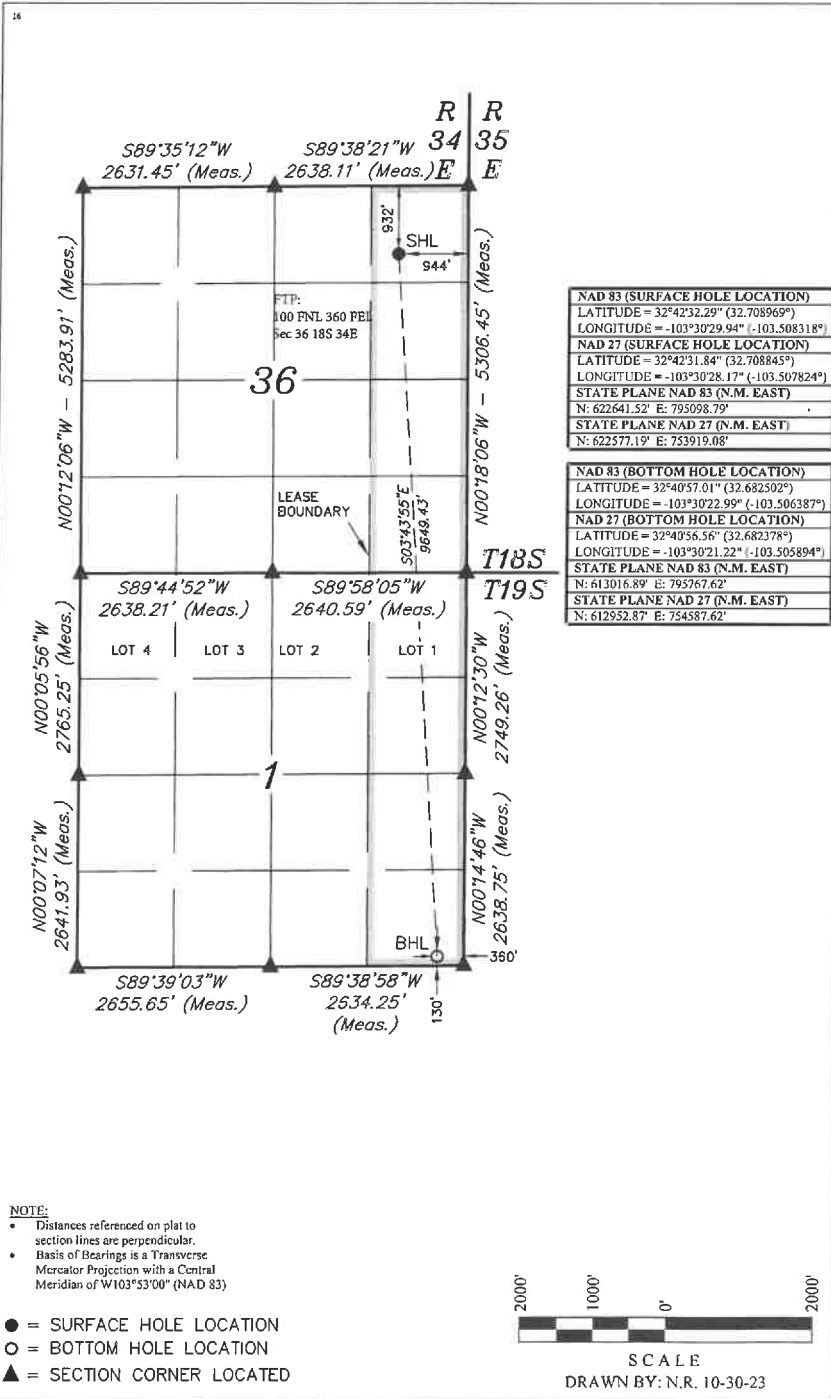 16
R R
34 35
E E
S89°35'12"W
2631.45' (Meas.)
S89°38'21"W
2638.11' (Meas.)
932'
SHL
944'
N00°12'06"W – 5283.91' (Meas.)
N00°18'06"W – 5306.45' (Meas.)
FTP:
100 FNL 360 FEL
Sec 36 18S 34E
36
LEASE
BOUNDARY
S03°43'55"E
9649.43'
T18S
T19S
S89°44'52"W
2638.21' (Meas.)
S89°58'05"W
2640.59' (Meas.)
LOT 4
LOT 3
LOT 2
LOT 1
N00°05'56"W
2765.25' (Meas.)
N00°12'30"W
2749.26' (Meas.)
1
N00°07'12"W
2641.93' (Meas.)
N00°14'46"W
2638.75' (Meas.)
BHL
360'
130'
S89°39'03"W
2655.65' (Meas.)
S89°38'58"W
2634.25'
(Meas.)
NAD 83 (SURFACE HOLE LOCATION)
LATITUDE = 32°42'32.29" (32.708969°)
LONGITUDE = -103°30'29.94" (-103.508318°)
NAD 27 (SURFACE HOLE LOCATION)
LATITUDE = 32°42'31.84" (32.708845°)
LONGITUDE = -103°30'28.17" (-103.507824°)
STATE PLANE NAD 83 (N.M. EAST)
N: 622641.52' E: 795098.79'
STATE PLANE NAD 27 (N.M. EAST)
N: 622577.19' E: 753919.08'
NAD 83 (BOTTOM HOLE LOCATION)
LATITUDE = 32°40'57.01" (32.682502°)
LONGITUDE = -103°30'22.99" (-103.506387°)
NAD 27 (BOTTOM HOLE LOCATION)
LATITUDE = 32°40'56.56" (32.682378°)
LONGITUDE = -103°30'21.22" (-103.505894°)
STATE PLANE NAD 83 (N.M. EAST)
N: 613016.89' E: 795767.62'
STATE PLANE NAD 27 (N.M. EAST)
N: 612952.87' E: 754587.62'
NOTE:
• Distances referenced on plat to
section lines are perpendicular.
• Basis of Bearings is a Transverse
Mercator Projection with a Central
Meridian of W103°53'00" (NAD 83)
= SURFACE HOLE LOCATION
= BOTTOM HOLE LOCATION
= SECTION CORNER LOCATED
2000' 1000' 0' 2000'
SCALE
DRAWN BY: N.R. 10-30-23